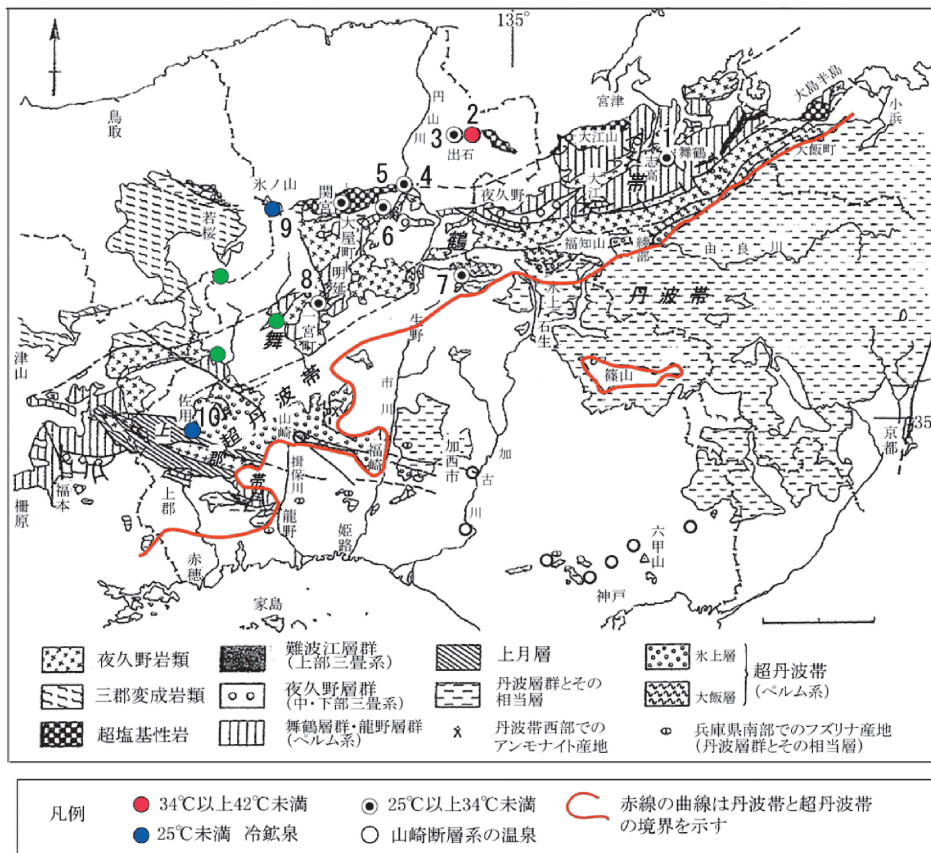 135°
鳥取
円山川
宮津
大島半島
小浜
2
3
出石
大江山
志高
舞鶴
1
大飯町
氷ノ山
関宮
5
4
夜久野
大江
帯
若桜
9
大屋町
6
鶴
福知山
綾部
由良川
明延
8
7
氷上
丹波帯
舞
一宮町
生野
石生
津山
篠山
超丹波帯
市川
佐用
10
山崎
35
京都
上郡帯
福崎
加西市
加古川
福本
揖保川
柵原
上郡
龍野
姫路
六甲山
赤穂
神戸
家島
夜久野岩類
難波江層群
(上部三畳系)
上月層
氷上層
超丹波帯
(ペルム系)
三郡変成岩類
夜久野層群
(中・下部三畳系)
丹波層群とその
相当層
大飯層
超塩基性岩
舞鶴層群・龍野層群
(ペルム系)
丹波帯西部での
アンモナイト産地
兵庫県南部でのフズリナ産地
(丹波層群とその相当層)
凡例
34℃以上42℃未満
25℃以上34℃未満
赤線の曲線は丹波帯と超丹波帯
の境界を示す
25℃未満 冷鉱泉
山崎断層系の温泉